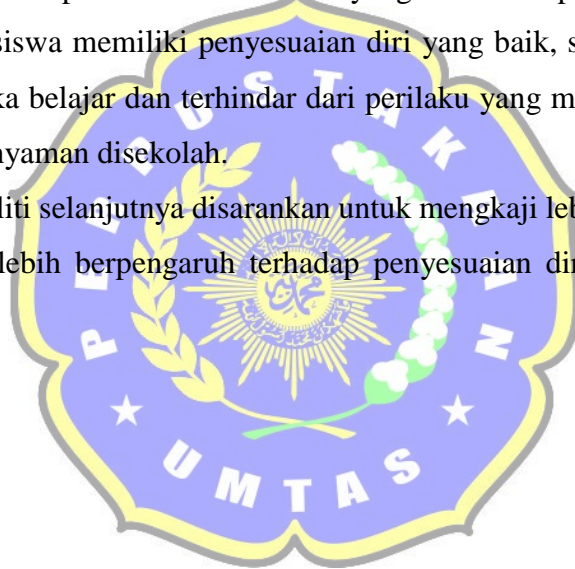 siswa memiliki penyesuaian diri yang baik, s
ka belajar dan terhindar dari perilaku yang m
nyaman disekolah.
liti selanjutnya disarankan untuk mengkaji leb
lebih berpengaruh terhadap penyesuaian dir
PERPUSTAKAAN
UMTAS